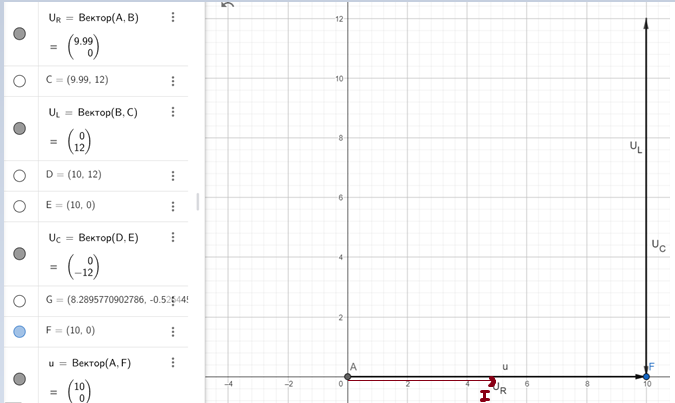 U_R = Вектор(A, B)
= (9.99
0)
C = (9.99, 12)
U_L = Вектор(B, C)
= (0
12)
D = (10, 12)
E = (10, 0)
U_C = Вектор(D, E)
= (0
−12)
G = (8.2895770902786, -0.52
F = (10, 0)
u = Вектор(A, F)
= (10
0)
12
10
8
U_L
6
U_C
4
2
A u F
−4 −2 0 2 4 6 8 10
U_R
I